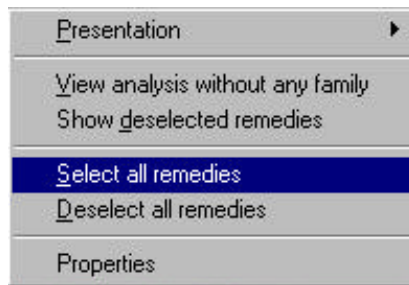 Presentation
View analysis without any family
Show deselected remedies
Select all remedies
Deselect all remedies
Properties